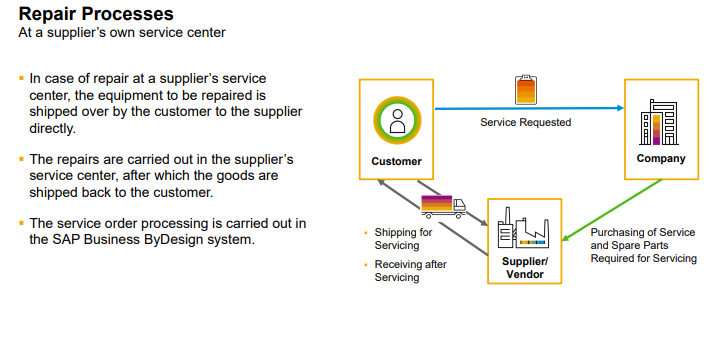 Repair Processes
At a supplier’s own service center
▪ In case of repair at a supplier’s service
center, the equipment to be repaired is
shipped over by the customer to the supplier
directly.
▪ The repairs are carried out in the supplier’s
service center, after which the goods are
shipped back to the customer.
▪ The service order processing is carried out in
the SAP Business ByDesign system.
Service Requested
Customer
Company
▪ Shipping for
Servicing
▪ Receiving after
Servicing
Supplier/
Vendor
Purchasing of Service
and Spare Parts
Required for Servicing